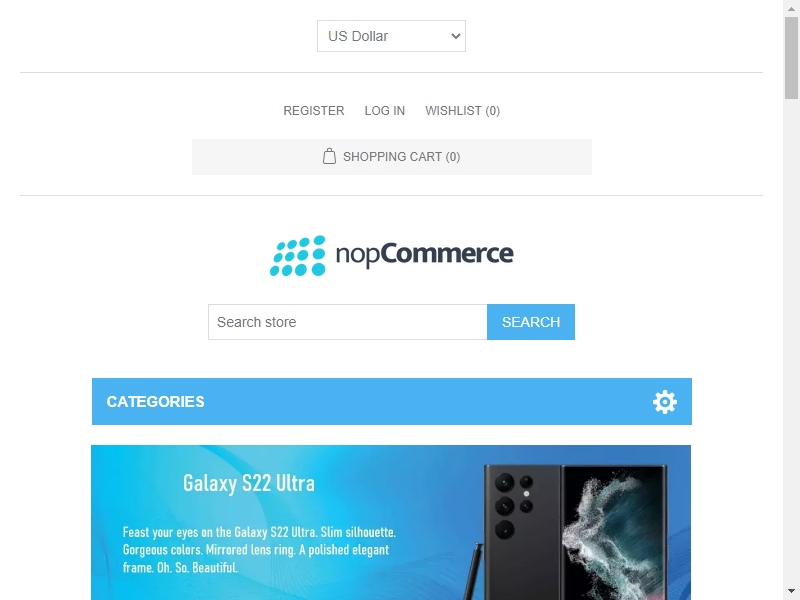 US Dollar
REGISTER LOG IN WISHLIST (0)
SHOPPING CART (0)
nopCommerce
Search store SEARCH
CATEGORIES
Galaxy S22 Ultra
Feast your eyes on the Galaxy S22 Ultra. Slim silhouette.
Gorgeous colors. Mirrored lens ring. A polished elegant
frame. Oh. So. Beautiful.